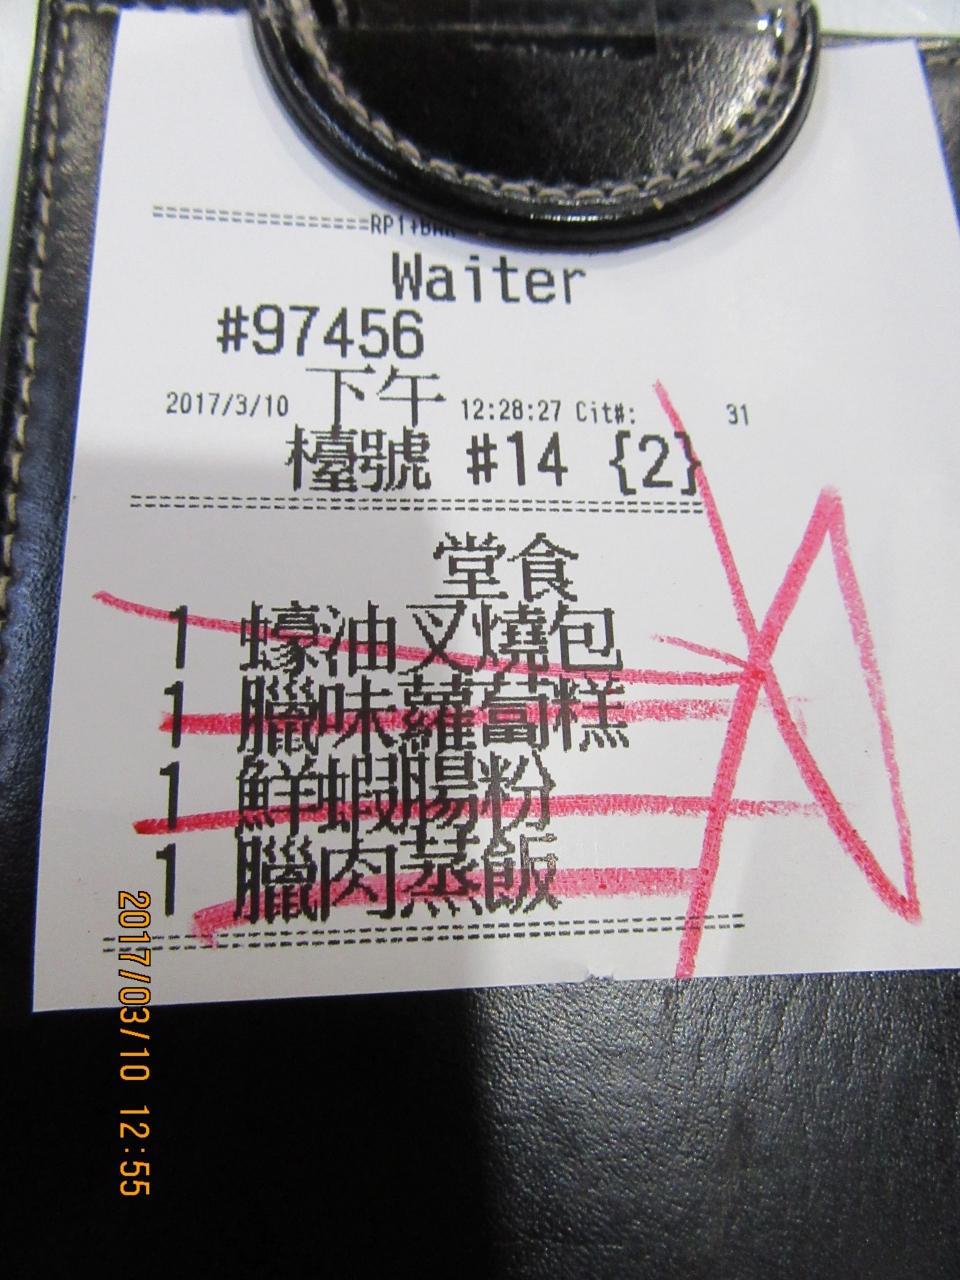 RP1+BAR
Waiter
#97456
2017/3/10 下午 12:28:27 Cit#: 31
檯號 #14 {2}
堂食
1 蠔油叉燒包
1 臘味蘿蔔糕
1 鮮蝦腸粉
1 臘肉蒸飯
2017/03/10 12:55